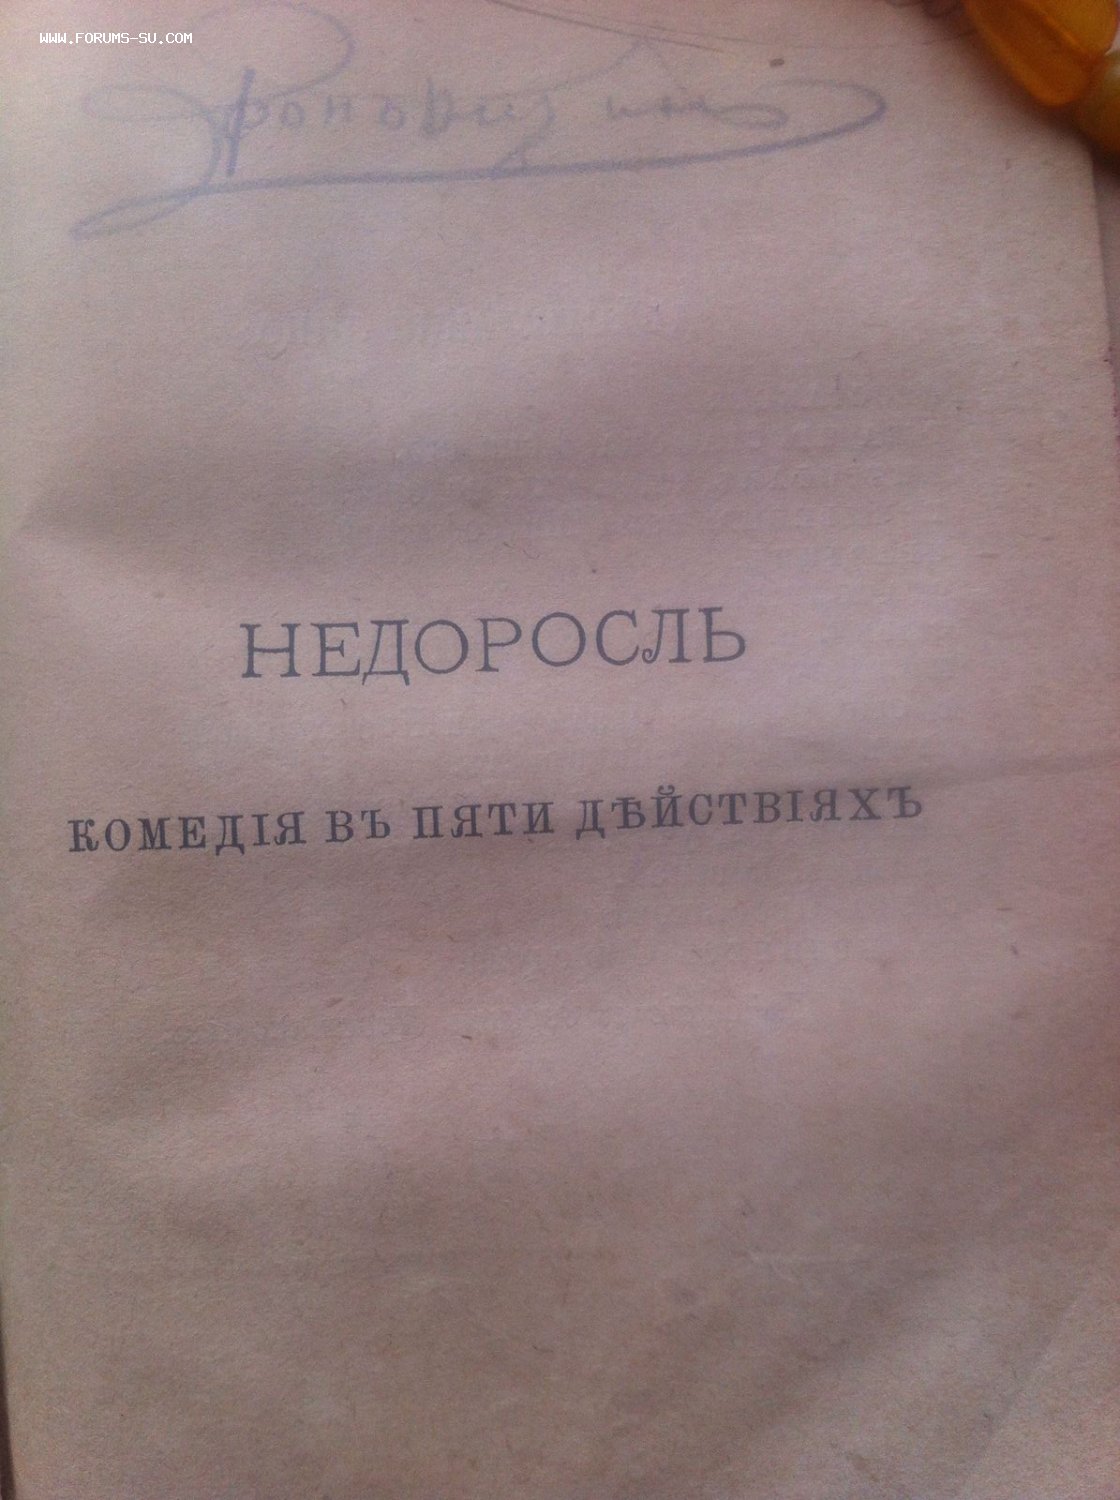 WWW.FORUMS-SU.COM
НЕДОРОСЛЬ
КОМЕДІЯ ВЪ ПЯТИ ДѢЙСТВІЯХЪ